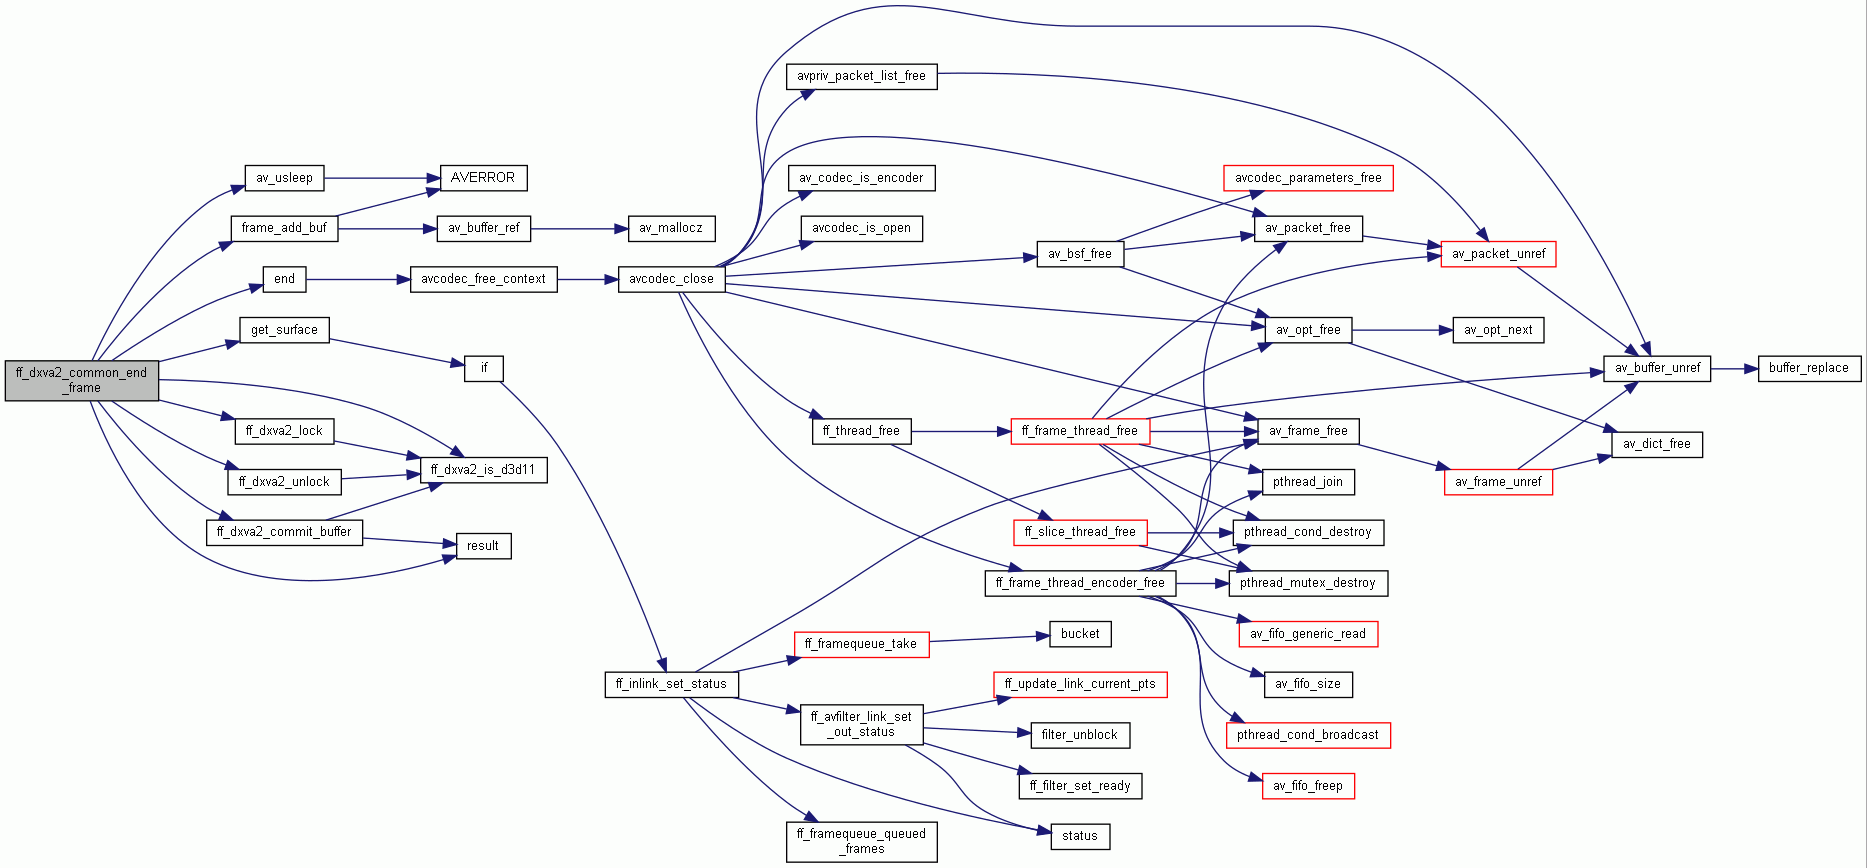 avpriv_packet_list_free
av_usleep
AVERROR
av_codec_is_encoder
avcodec_parameters_free
frame_add_buf
av_buffer_ref
av_mallocz
avcodec_is_open
av_packet_free
av_bsf_free
av_packet_unref
end
avcodec_free_context
avcodec_close
get_surface
av_opt_free
av_opt_next
if
av_buffer_unref
buffer_replace
ff_dxva2_common_end
_frame
ff_dxva2_lock
ff_thread_free
ff_frame_thread_free
av_frame_free
av_dict_free
ff_dxva2_is_d3d11
ff_dxva2_unlock
pthread_join
av_frame_unref
ff_dxva2_commit_buffer
result
ff_slice_thread_free
pthread_cond_destroy
ff_frame_thread_encoder_free
pthread_mutex_destroy
ff_framequeue_take
bucket
av_fifo_generic_read
ff_inlink_set_status
ff_update_link_current_pts
av_fifo_size
ff_avfilter_link_set
_out_status
filter_unblock
pthread_cond_broadcast
ff_filter_set_ready
av_fifo_freep
ff_framequeue_queued
_frames
status